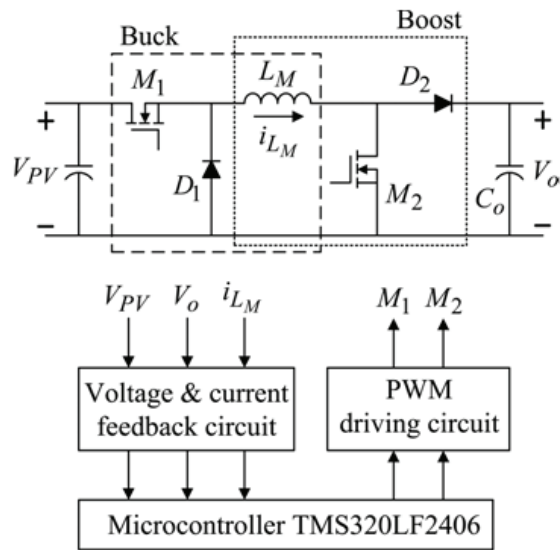 Buck
Boost
M1
LM
D2
+
+
iLM
VPV
D1
M2
Co
Vo
−
−
VPV Vo iLM
M1 M2
Voltage & current
feedback circuit
PWM
driving circuit
Microcontroller TMS320LF2406